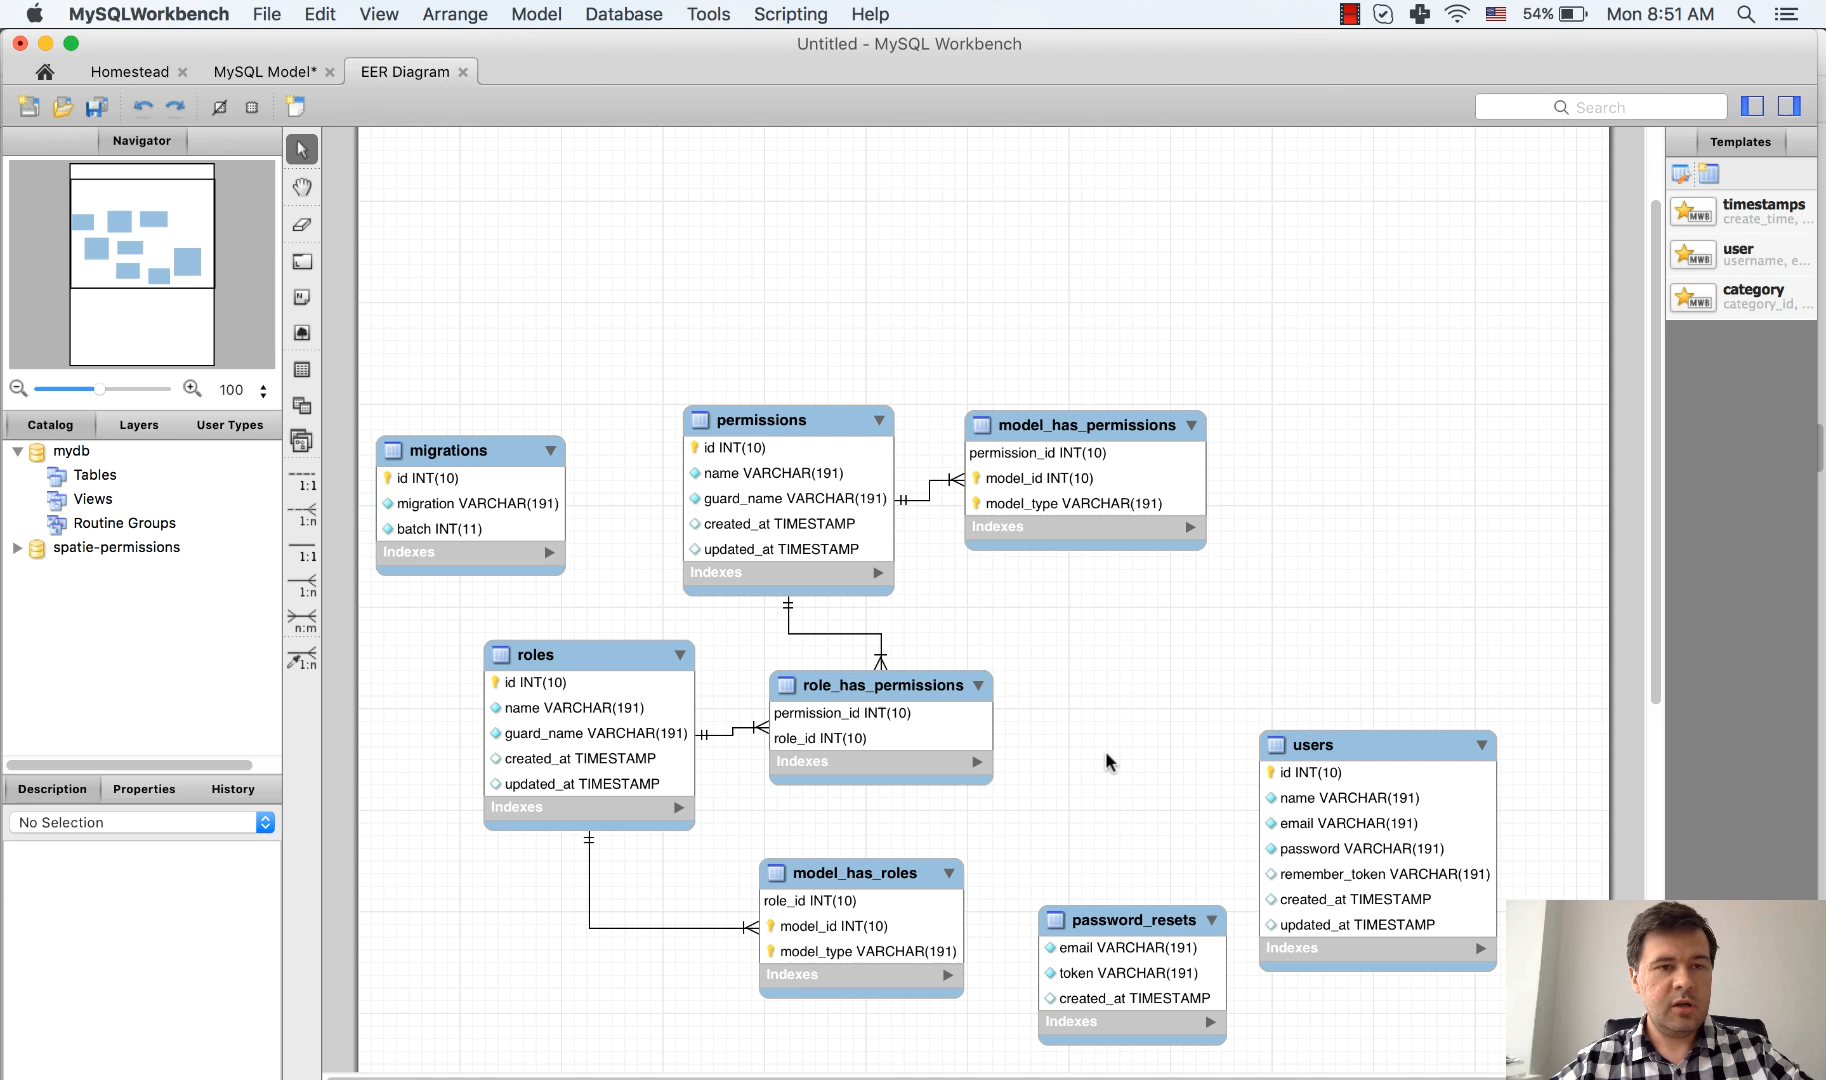 MySQLWorkbench File Edit View Arrange Model Database Tools Scripting Help 54% Mon 8:51 AM
Untitled - MySQL Workbench
Homestead MySQL Model* EER Diagram
Search
Navigator
100
Catalog Layers User Types
mydb
Tables
Views
Routine Groups
spatie-permissions
Description Properties History
No Selection
1:1
1:n
1:1
1:n
n:m
1:n
migrations
id INT(10)
migration VARCHAR(191)
batch INT(11)
Indexes
permissions
id INT(10)
name VARCHAR(191)
guard_name VARCHAR(191)
created_at TIMESTAMP
updated_at TIMESTAMP
Indexes
model_has_permissions
permission_id INT(10)
model_id INT(10)
model_type VARCHAR(191)
Indexes
roles
id INT(10)
name VARCHAR(191)
guard_name VARCHAR(191)
created_at TIMESTAMP
updated_at TIMESTAMP
Indexes
role_has_permissions
permission_id INT(10)
role_id INT(10)
Indexes
model_has_roles
role_id INT(10)
model_id INT(10)
model_type VARCHAR(191)
Indexes
password_resets
email VARCHAR(191)
token VARCHAR(191)
created_at TIMESTAMP
Indexes
users
id INT(10)
name VARCHAR(191)
email VARCHAR(191)
password VARCHAR(191)
remember_token VARCHAR(191)
created_at TIMESTAMP
updated_at TIMESTAMP
Indexes
Templates
MWB timestamps
create_time, ...
MWB user
username, e...
MWB category
category_id, ...